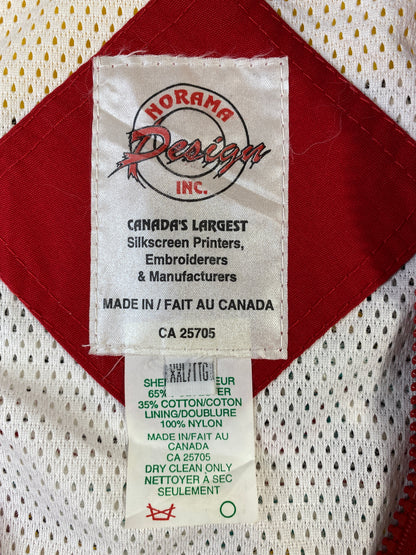 NORAMA
Design
INC.
CANADA'S LARGEST
Silkscreen Printers,
Embroiderers
& Manufacturers
MADE IN / FAIT AU CANADA
CA 25705
XXL/TTG
65%
35% COTTON/COTON
LINING/DOUBLURE
100% NYLON
MADE IN/FAIT AU
CANADA
CA 25705
DRY CLEAN ONLY
NETTOYER A SEC
SEULEMENT